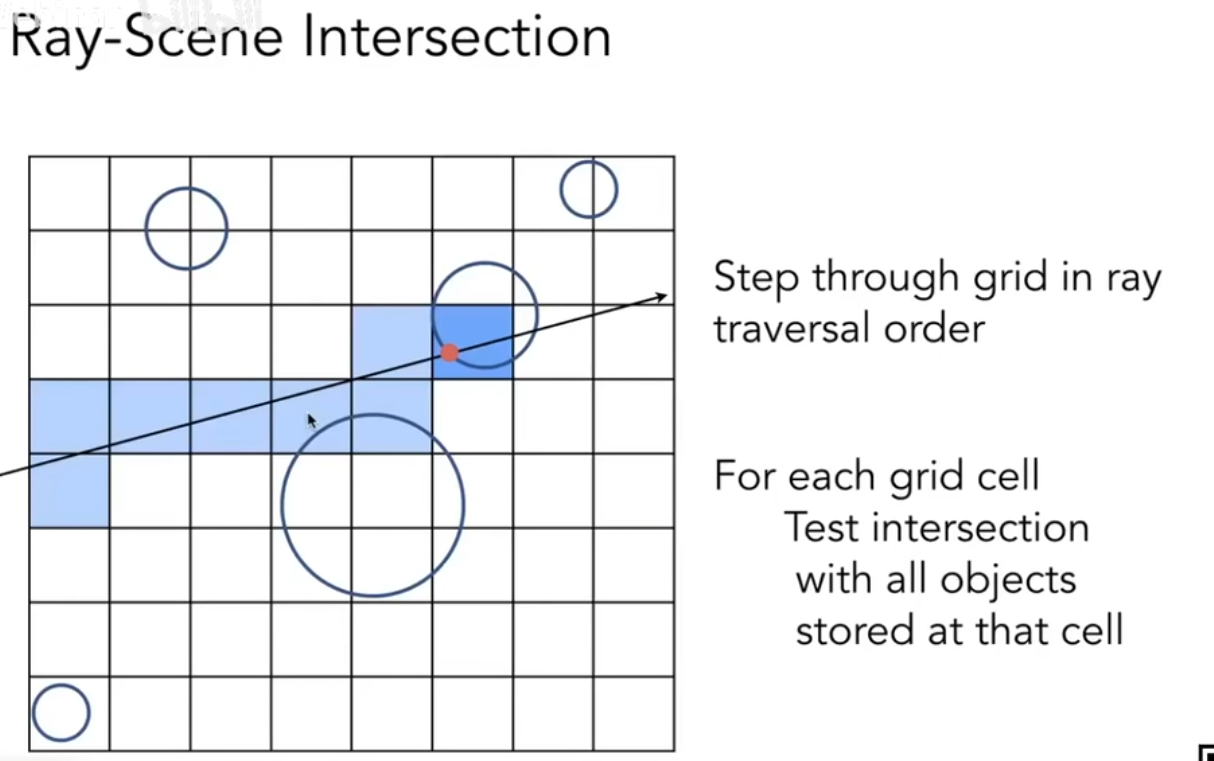 Ray-Scene Intersection
Step through grid in ray
traversal order
For each grid cell
Test intersection
with all objects
stored at that cell